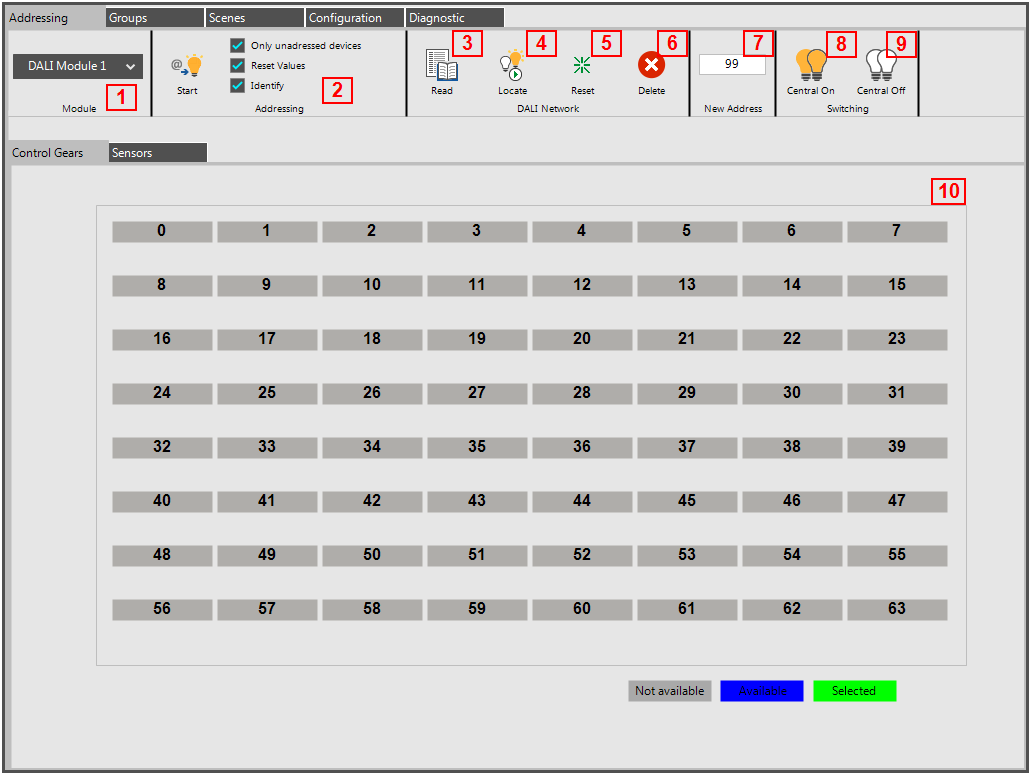 Addressing Groups Scenes Configuration Diagnostic
DALI Module 1
1
Module
@
Start
Only unadressed devices
Reset Values
Identify
2
Addressing
3 4 5 6
Read Locate Reset Delete
DALI Network
7
99
New Address
8 9
Central On Central Off
Switching
Control Gears Sensors
10
0 1 2 3 4 5 6 7
8 9 10 11 12 13 14 15
16 17 18 19 20 21 22 23
24 25 26 27 28 29 30 31
32 33 34 35 36 37 38 39
40 41 42 43 44 45 46 47
48 49 50 51 52 53 54 55
56 57 58 59 60 61 62 63
Not available Available Selected